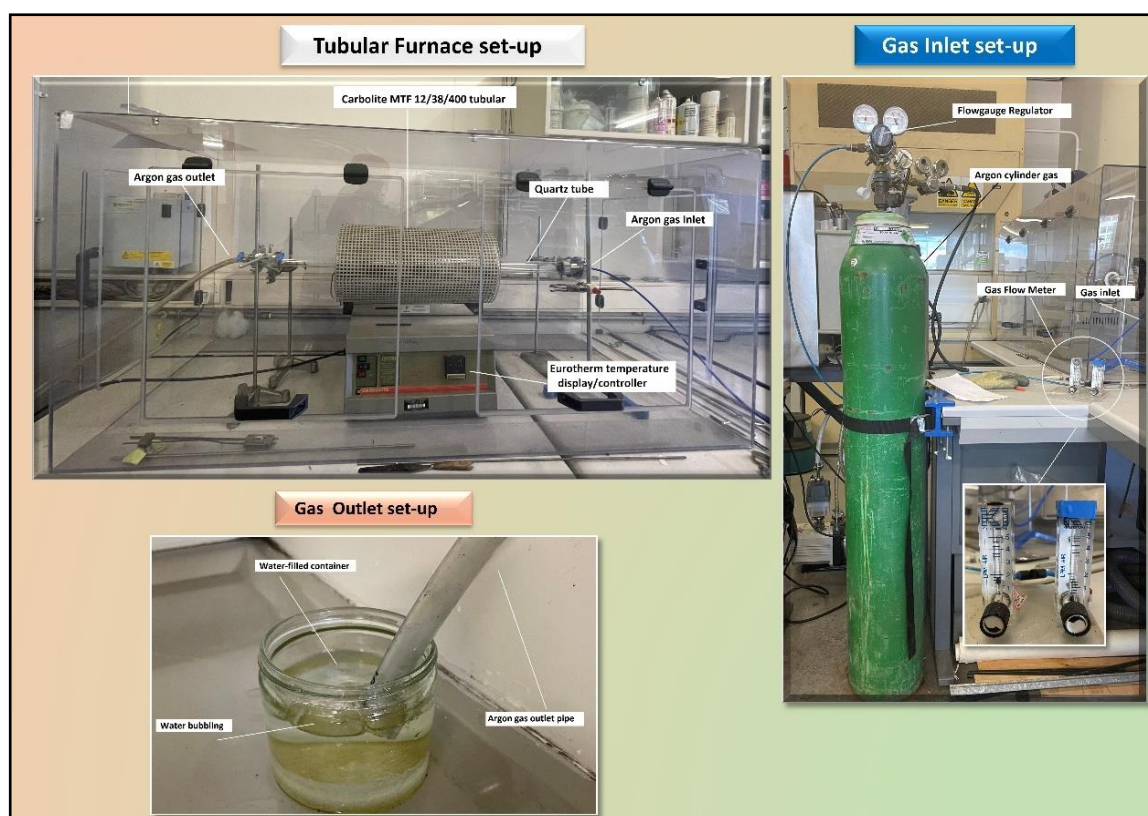 Tubular Furnace set-up
Carbolite MTF 12/38/400 tubular
Argon gas outlet
Quartz tube
Argon gas Inlet
Eurotherm temperature
display/controller
Gas Inlet set-up
Flowgauge Regulator
Argon cylinder gas
Gas Flow Meter
Gas inlet
Gas Outlet set-up
Water-filled container
Water bubbling
Argon gas outlet pipe